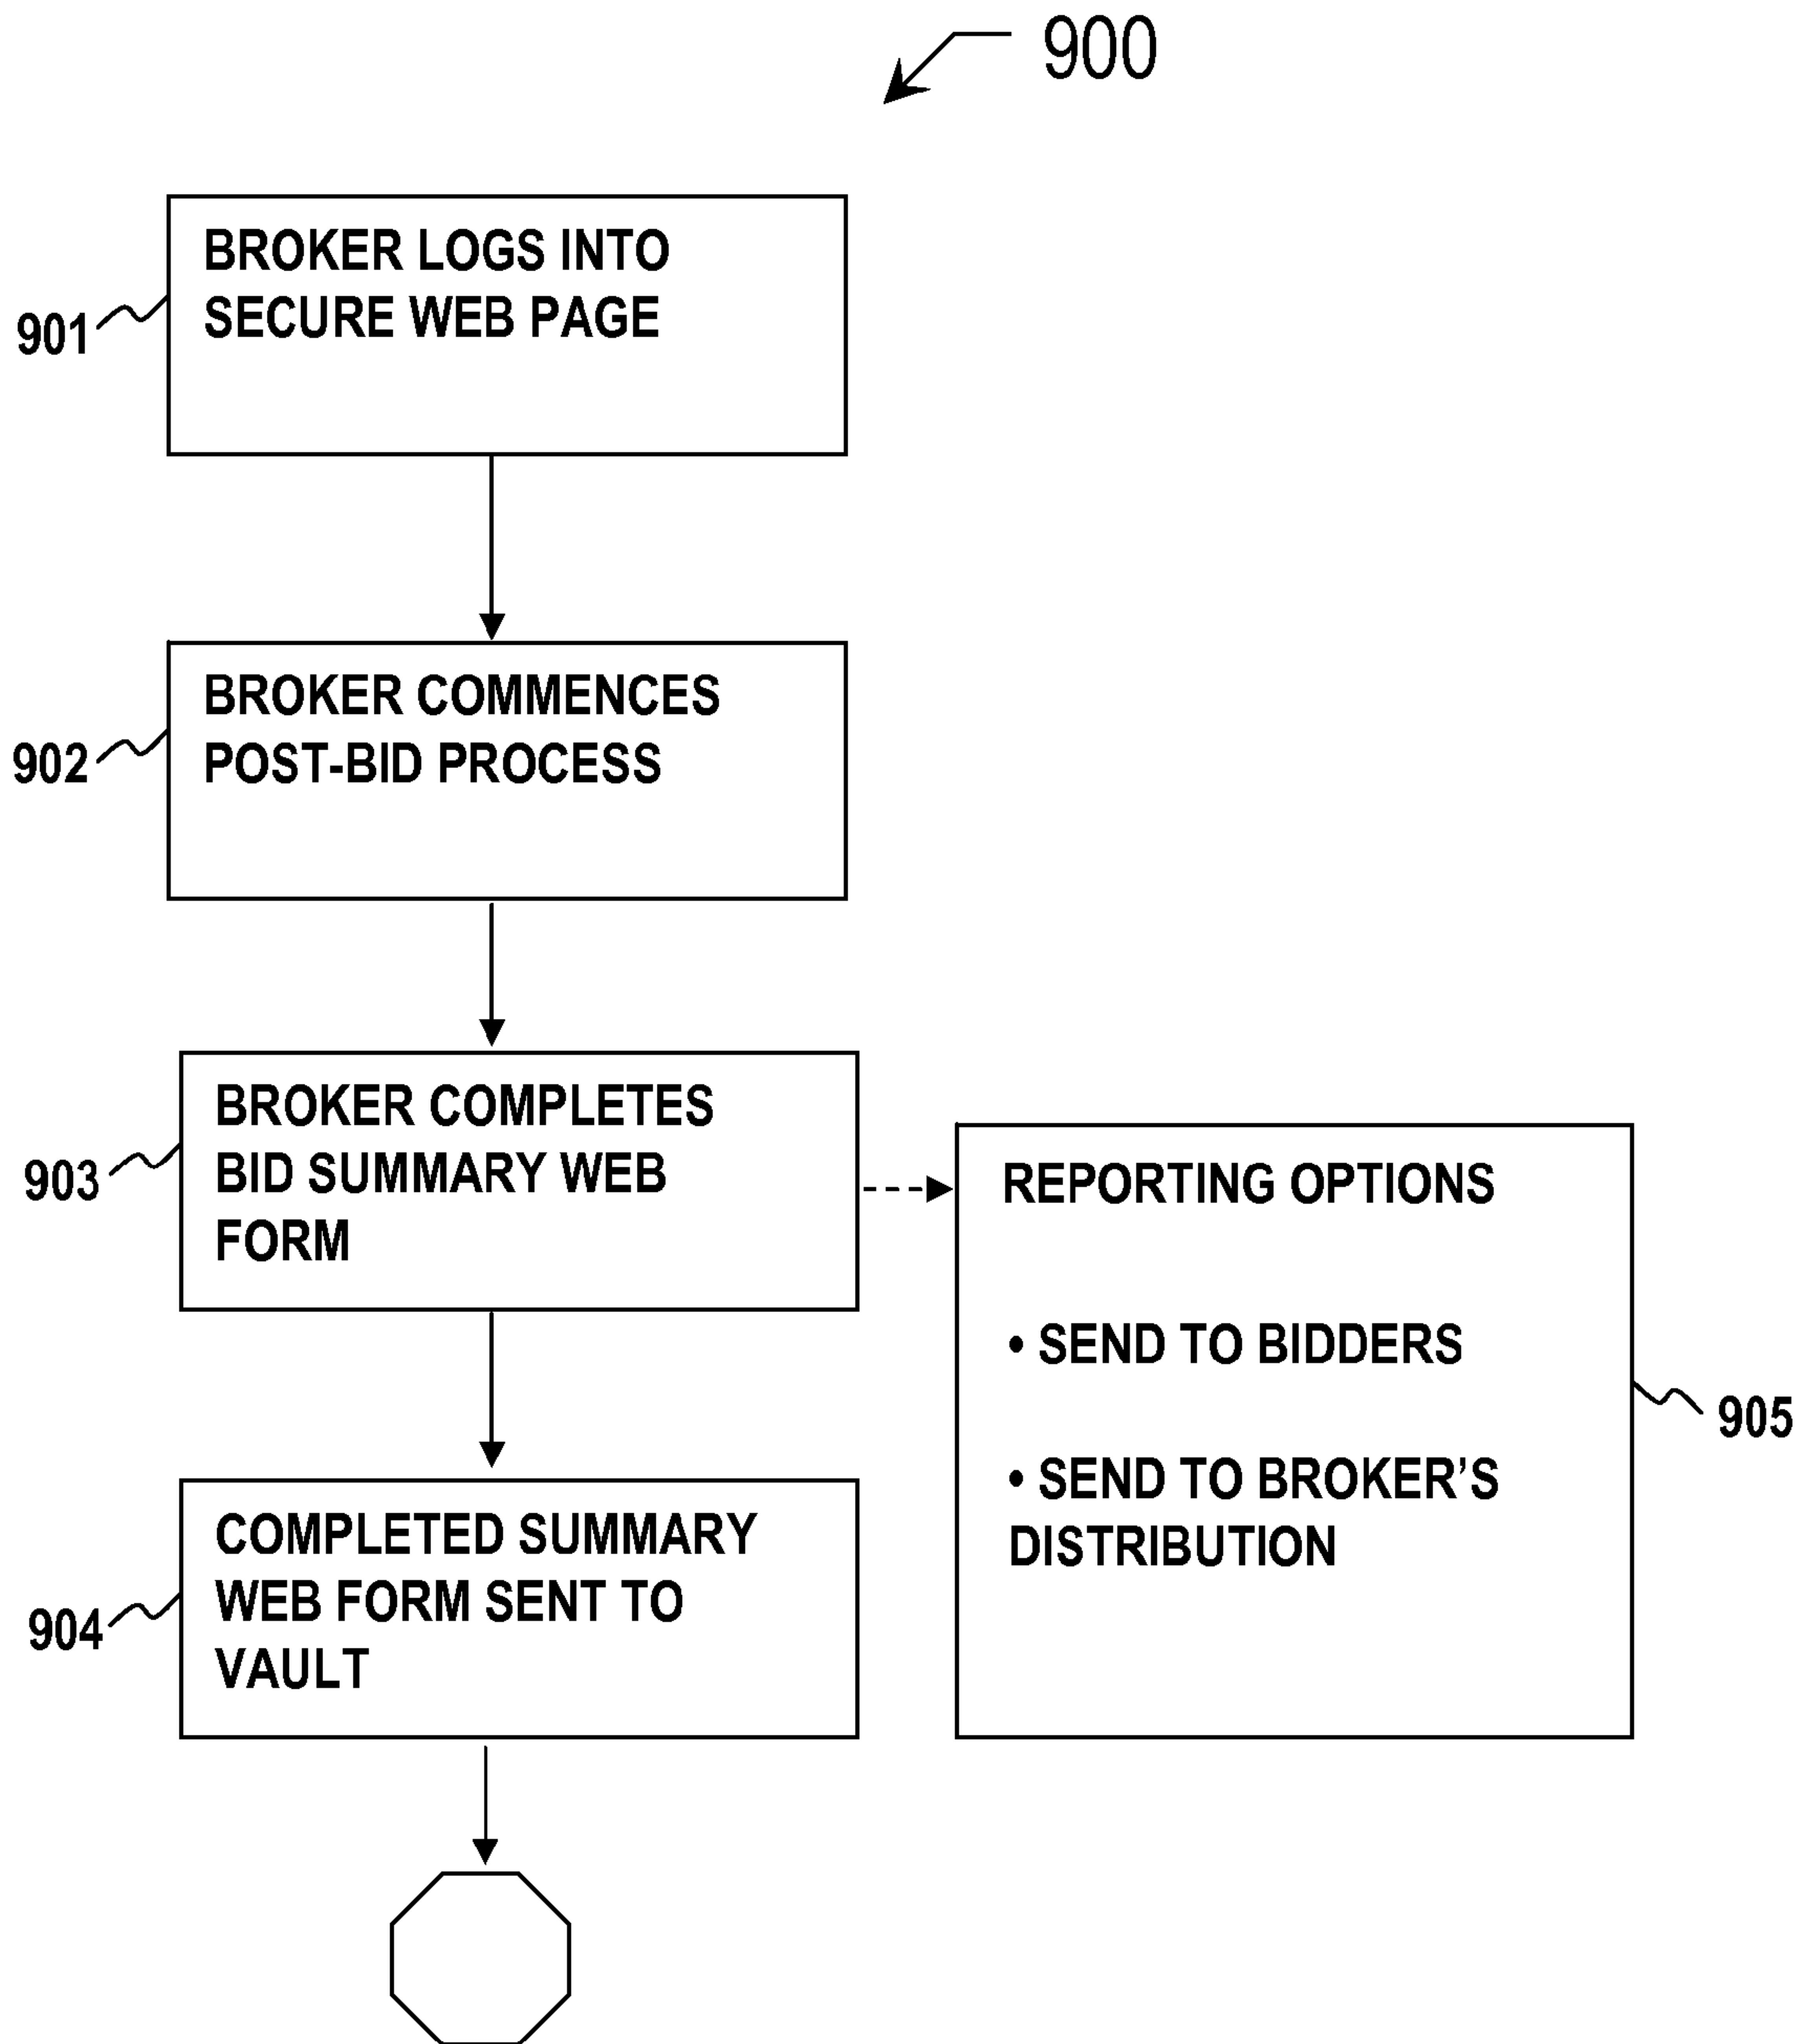 900
BROKER LOGS INTO
SECURE WEB PAGE
901
BROKER COMMENCES
POST-BID PROCESS
902
BROKER COMPLETES
BID SUMMARY WEB
FORM
903
REPORTING OPTIONS
• SEND TO BIDDERS
• SEND TO BROKER’S
DISTRIBUTION
905
COMPLETED SUMMARY
WEB FORM SENT TO
VAULT
904